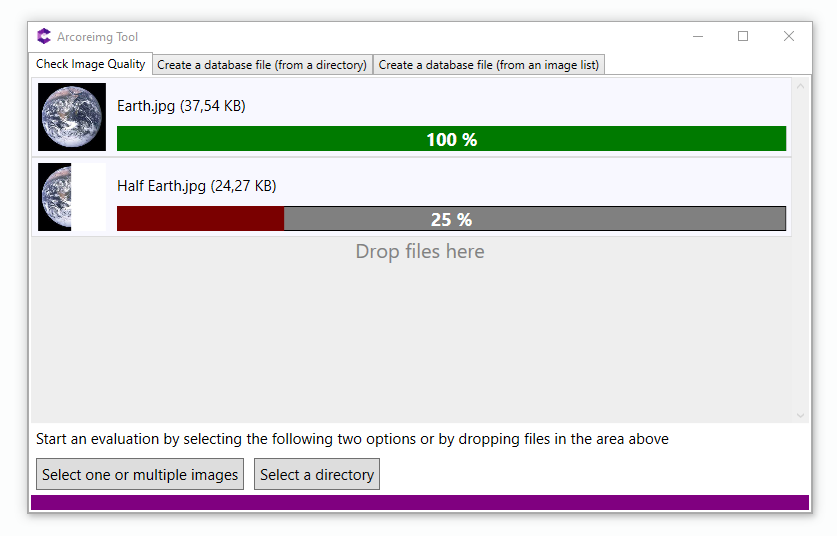 Arcoreimg Tool
Check Image Quality
Create a database file (from a directory)
Create a database file (from an image list)
Earth.jpg (37,54 KB)
100 %
Half Earth.jpg (24,27 KB)
25 %
Drop files here
Start an evaluation by selecting the following two options or by dropping files in the area above
Select one or multiple images
Select a directory